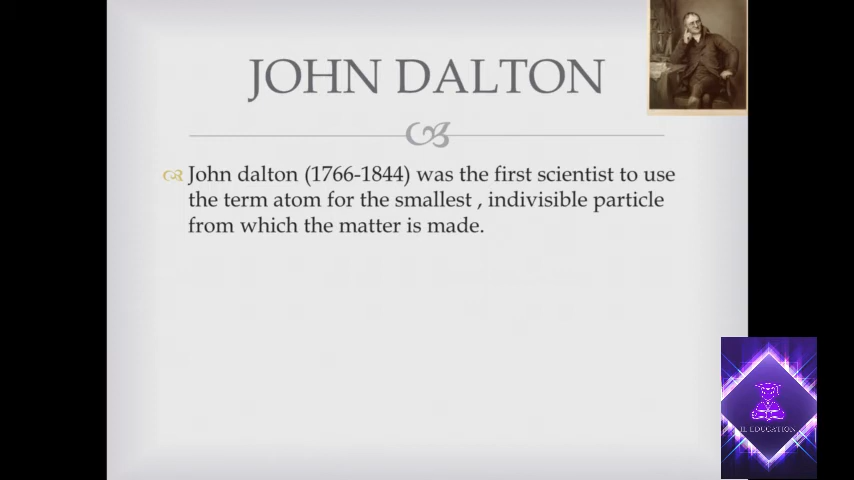 JOHN DALTON
John dalton (1766-1844) was the first scientist to use
the term atom for the smallest , indivisible particle
from which the matter is made.
EDUCATION